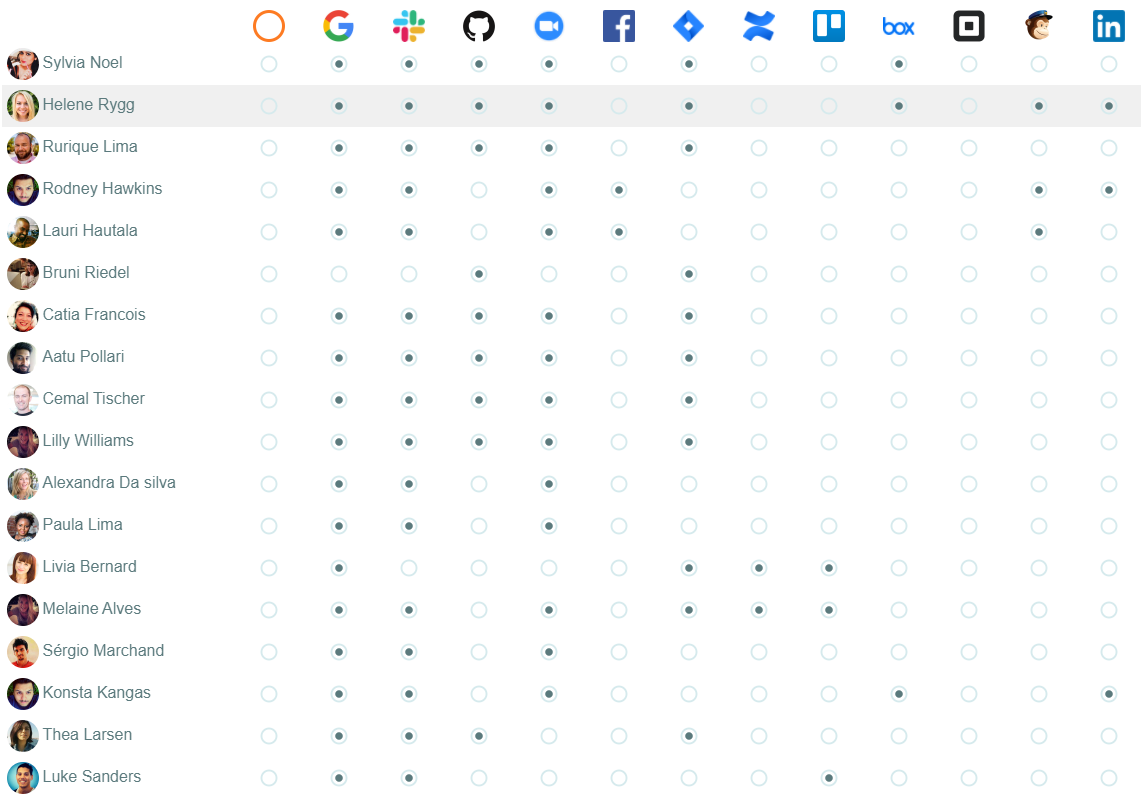 box
in
Sylvia Noel
Helene Rygg
Rurique Lima
Rodney Hawkins
Lauri Hautala
Bruni Riedel
Catia Francois
Aatu Pollari
Cemal Tischer
Lilly Williams
Alexandra Da silva
Paula Lima
Livia Bernard
Melaine Alves
Sérgio Marchand
Konsta Kangas
Thea Larsen
Luke Sanders